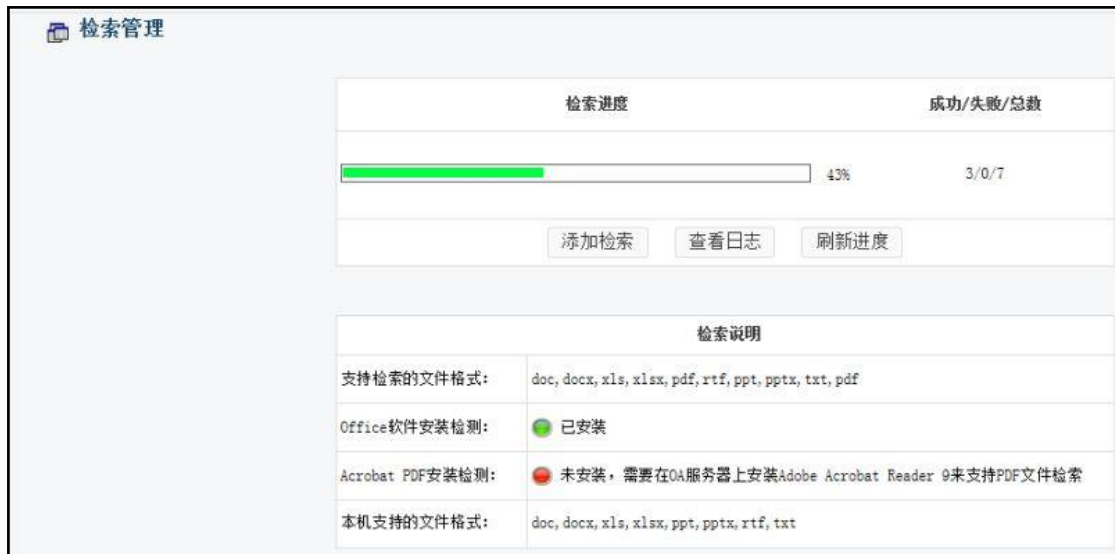 检索管理
检索进度 成功/失败/总数
43% 3/0/7
添加检索 查看日志 刷新进度
检索说明
支持检索的文件格式: doc, docx, xls, xlsx, pdf, rtf, ppt, pptx, txt, pdf
Office软件安装检测: 已安装
Acrobat PDF安装检测: 未安装，需要在OA服务器上安装Adobe Acrobat Reader 9来支持PDF文件检索
本机支持的文件格式: doc, docx, xls, xlsx, ppt, pptx, rtf, txt